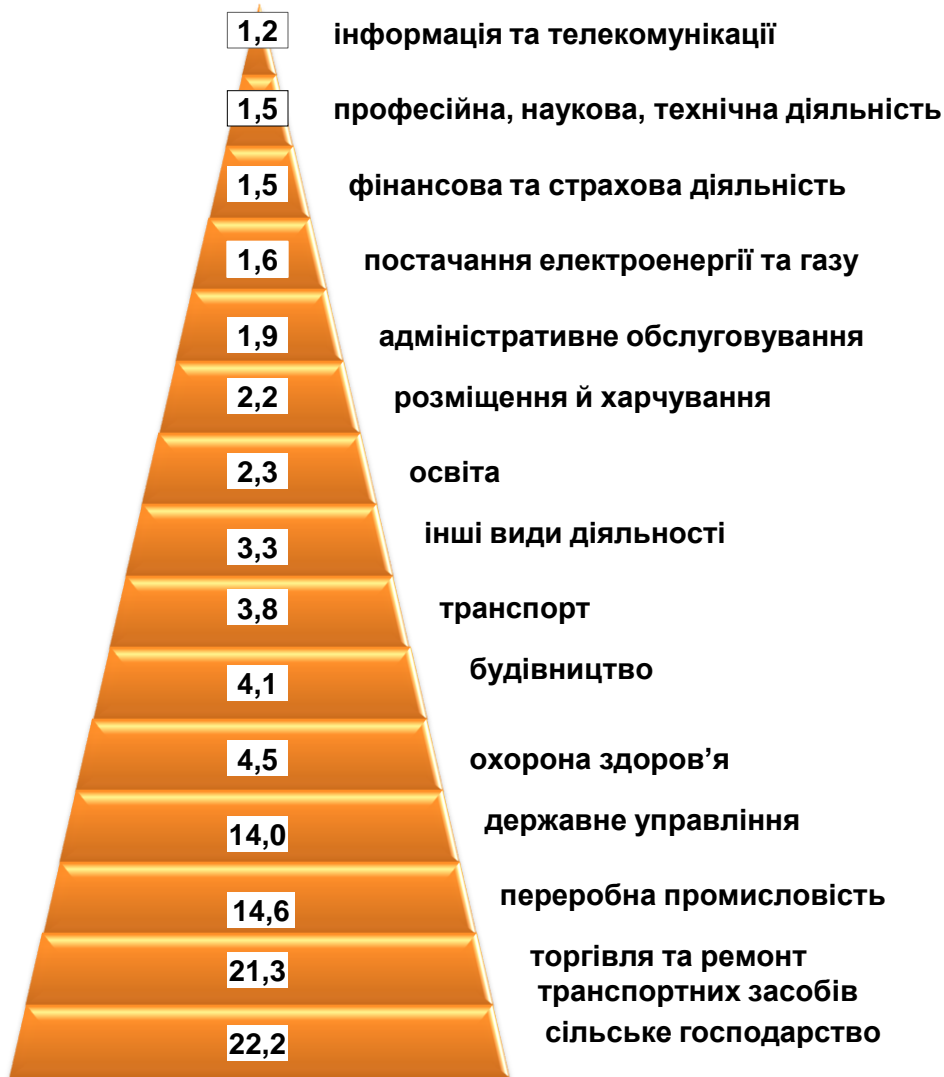 1,2 інформація та телекомунікації
1,5 професійна, наукова, технічна діяльність
1,5 фінансова та страхова діяльність
1,6 постачання електроенергії та газу
1,9 адміністративне обслуговування
2,2 розміщення й харчування
2,3 освіта
3,3 інші види діяльності
3,8 транспорт
4,1 будівництво
4,5 охорона здоров’я
14,0 державне управління
14,6 переробна промисловість
21,3 торгівля та ремонт
транспортних засобів
22,2 сільське господарство